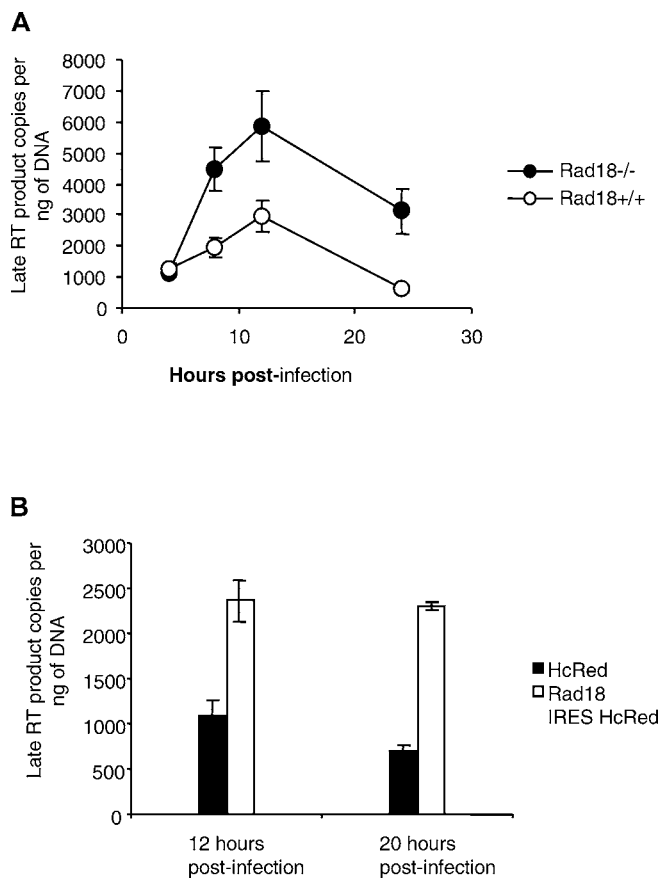 A
Late RT product copies per
ng of DNA
8000
7000
6000
5000
4000
3000
2000
1000
0
0
10
20
30
Hours post-infection
Rad18-/-
Rad18+/+
B
Late RT product copies per
ng of DNA
3000
2500
2000
1500
1000
500
0
12 hours
post-infection
20 hours
post-infection
HcRed
Rad18
IRES HcRed